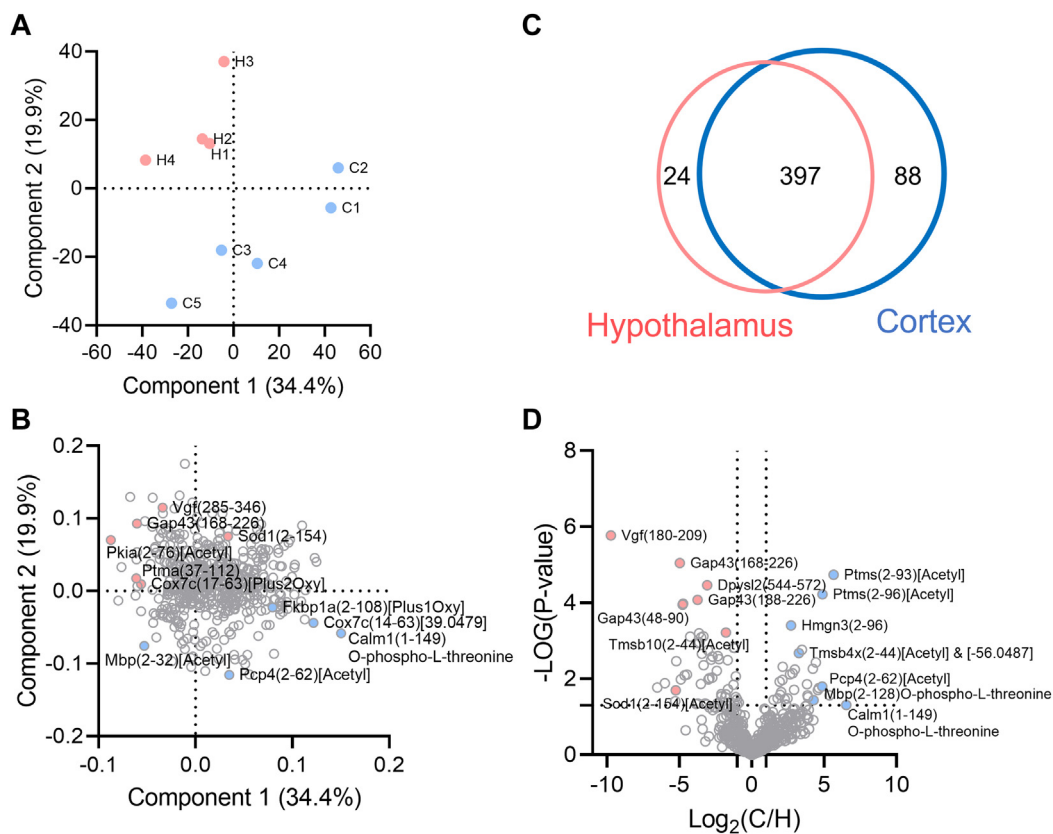 A
40
20
0
-20
-40
-60
-40
-20
0
20
40
60
Component 2 (19.9%)
Component 1 (34.4%)
H3
H2
H1
H4
C2
C1
C3
C4
C5
C
24
397
88
Hypothalamus
Cortex
B
0.2
0.1
0.0
-0.1
-0.2
-0.1
0.0
0.1
0.2
Component 2 (19.9%)
Component 1 (34.4%)
Vgf(285-346)
Gap43(168-226)
Sod1(2-154)
Pkia(2-76)[Acetyl]
Ptma(37-112)
Cox7c(17-63)[Plus2Oxy]
Fkbp1a(2-108)[Plus1Oxy]
Cox7c(14-63)[39.0479]
Calm1(1-149)
O-phospho-L-threonine
Mbp(2-32)[Acetyl]
Pcp4(2-62)[Acetyl]
D
8
6
4
2
0
-10
-5
0
5
10
-LOG(P-value)
Log2(C/H)
Vgf(180-209)
Gap43(168-226)
Dpysl2(544-572)
Gap43(188-226)
Gap43(48-90)
Tmsb10(2-44)[Acetyl]
Sod1(2-154)[Acetyl]
Ptms(2-93)[Acetyl]
Ptms(2-96)[Acetyl]
Hmgn3(2-96)
Tmsb4x(2-44)[Acetyl] & [-56.0487]
Pcp4(2-62)[Acetyl]
Mbp(2-128)O-phospho-L-threonine
Calm1(1-149)
O-phospho-L-threonine